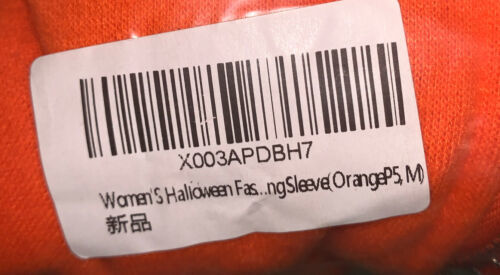 X003APDBH7
Women'S Halloween Fas...ngSleeve(OrangeP5, M)
新品